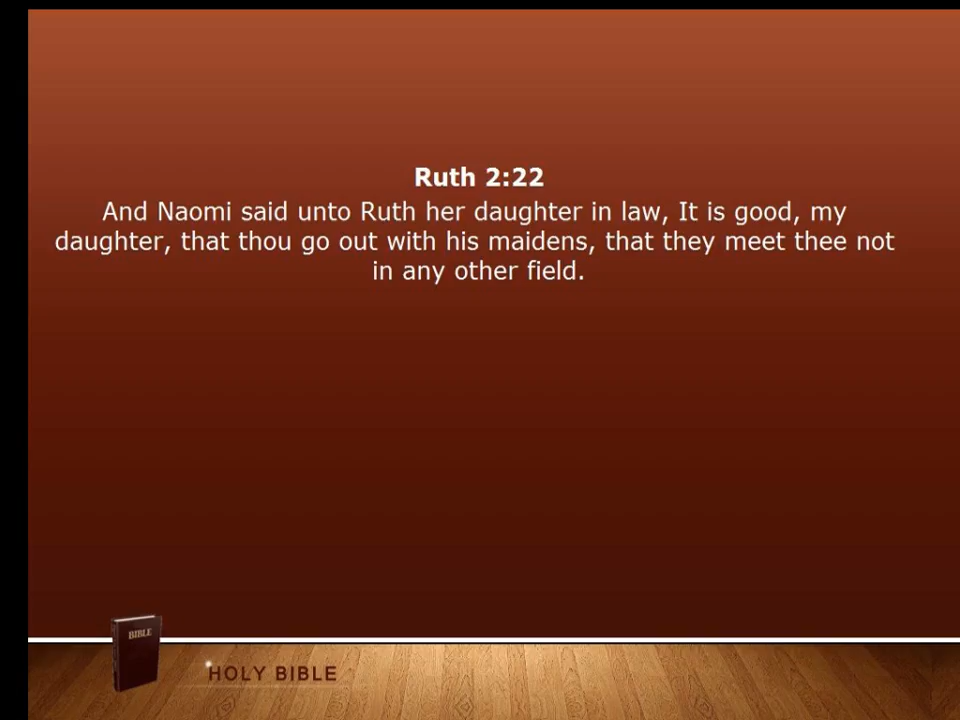 Ruth 2:22
And Naomi said unto Ruth her daughter in law, It is good, my
daughter, that thou go out with his maidens, that they meet thee not
in any other field.
BIBLE
HOLY BIBLE